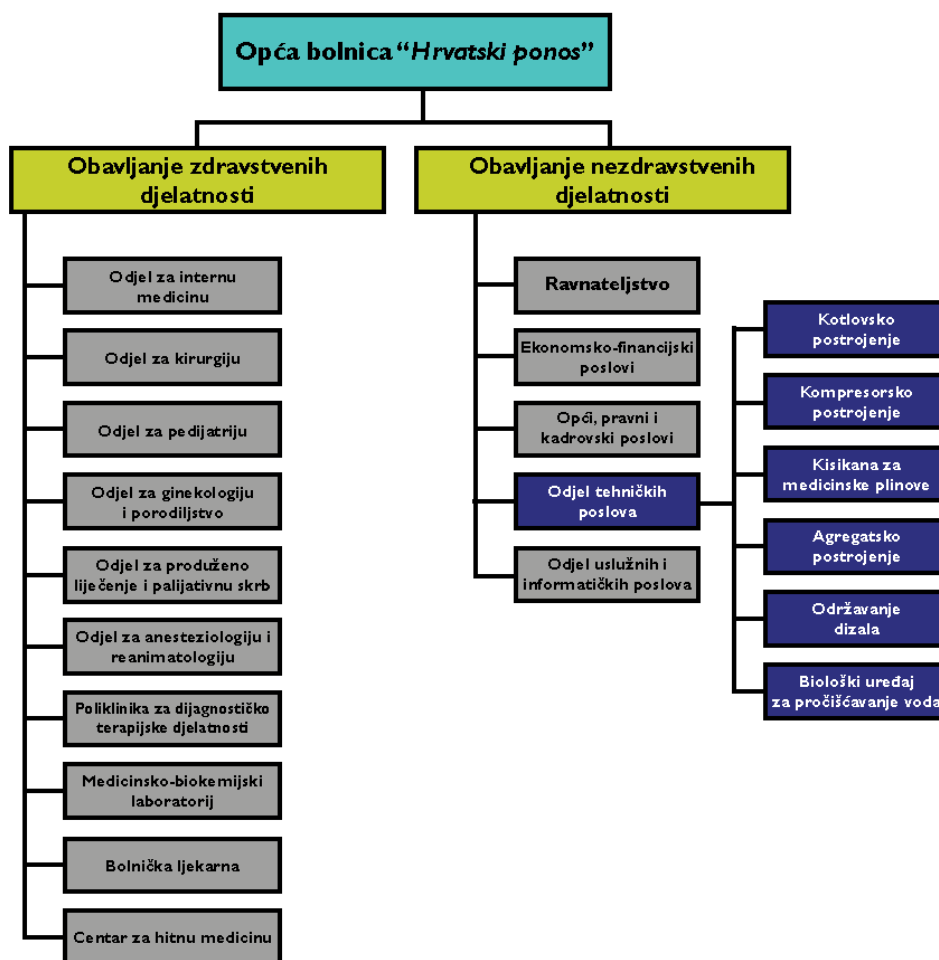 Opća bolnica “Hrvatski ponos”
Obavljanje zdravstvenih
djelatnosti
Odjel za internu
medicinu
Odjel za kirurgiju
Odjel za pedijatriju
Odjel za ginekologiju
i porodiljstvo
Odjel za produženo
liječenje i palijativnu skrb
Odjel za anesteziologiju i
reanimatologiju
Poliklinika za dijagnostičko
terapijske djelatnosti
Medicinsko-biokemijski
laboratorij
Bolnička ljekarna
Centar za hitnu medicinu
Obavljanje nezdravstvenih
djelatnosti
Ravnateljstvo
Ekonomsko-financijski
poslovi
Opći, pravni i
kadrovski poslovi
Odjel tehničkih
poslova
Odjel uslužnih i
informatičkih poslova
Kotlovsko
postrojenje
Kompresorsko
postrojenje
Kisikana za
medicinske plinove
Agregatsko
postrojenje
Održavanje
dizala
Biološki uređaj
za pročišćavanje voda